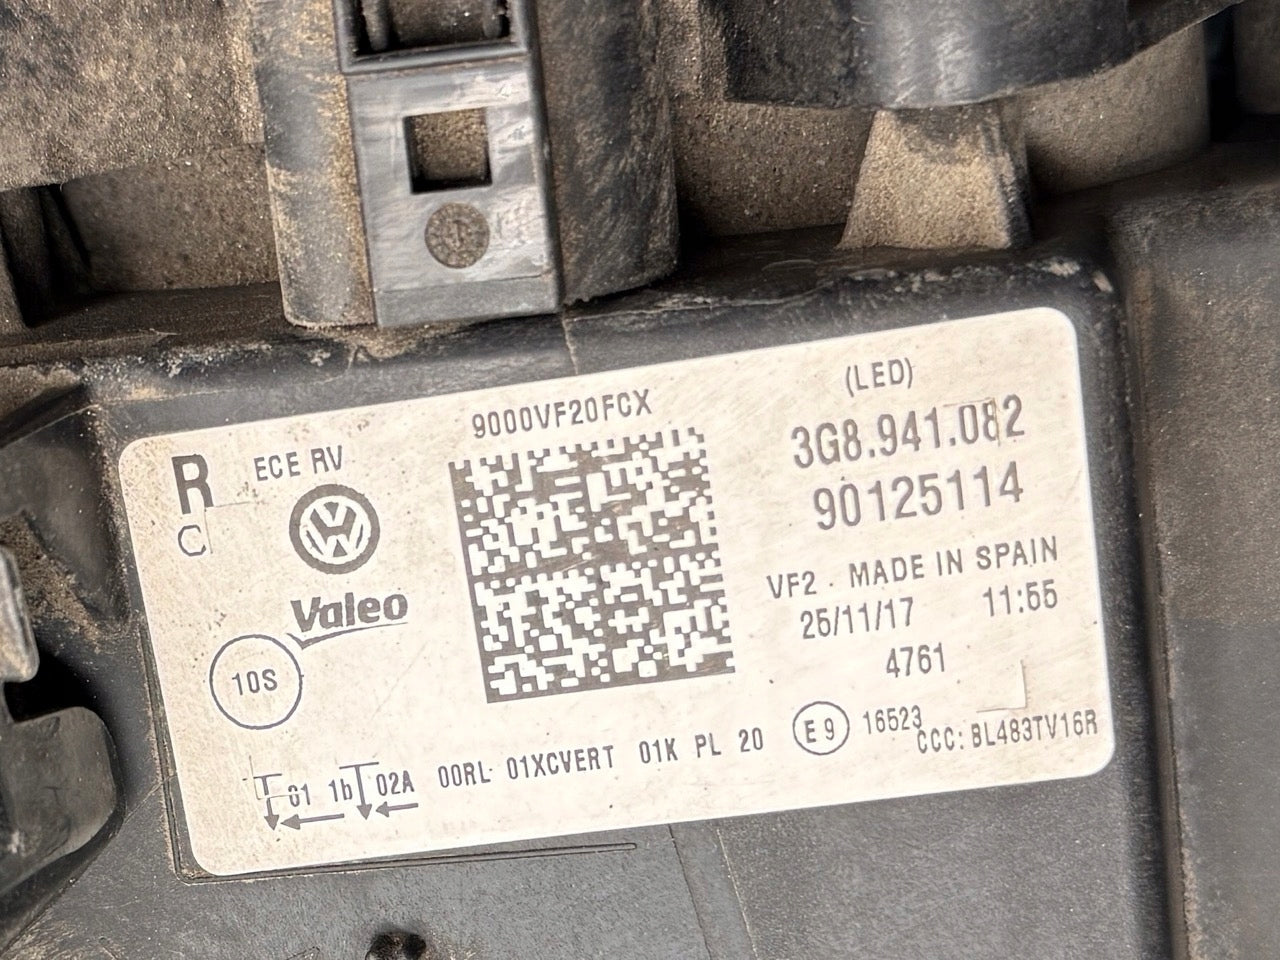 9000VF20FCX
(LED)
R
ECE RV
3G8.941.082
C
90125114
VF2 . MADE IN SPAIN
Valeo
25/11/17 11:55
10S
4761
E9 16523
CCC: BL483TV16R
01 1b 02A 00RL 01XCVERT 01K PL 20